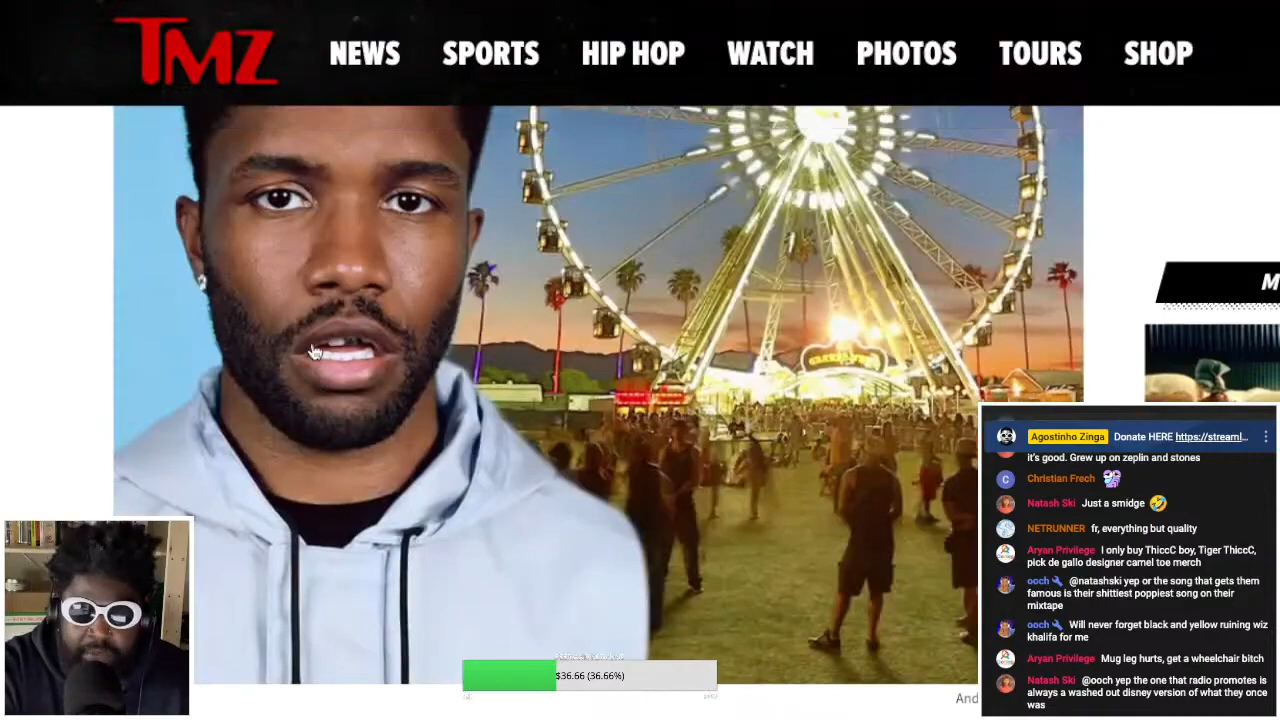 TMZ
NEWS SPORTS HIP HOP WATCH PHOTOS TOURS SHOP
M
Agostinho Zinga Donate HERE https://streaml...
it's good. Grew up on zeplin and stones
Christian Frech
Natash Ski Just a smidge 🤣
NETRUNNER fr, everything but quality
Aryan Privilege I only buy ThiccC boy, Tiger ThiccC,
pick de gallo designer camel toe merch
ooch @natashski yep or the song that gets them
famous is their shittiest poppiest song on their
mixtape
ooch Will never forget black and yellow ruining wiz
khalifa for me
Aryan Privilege Mug leg hurts, get a wheelchair bitch
Natash Ski @ooch yep the one that radio promotes is
always a washed out disney version of what they once
was
$36.66 (36.66%)
And